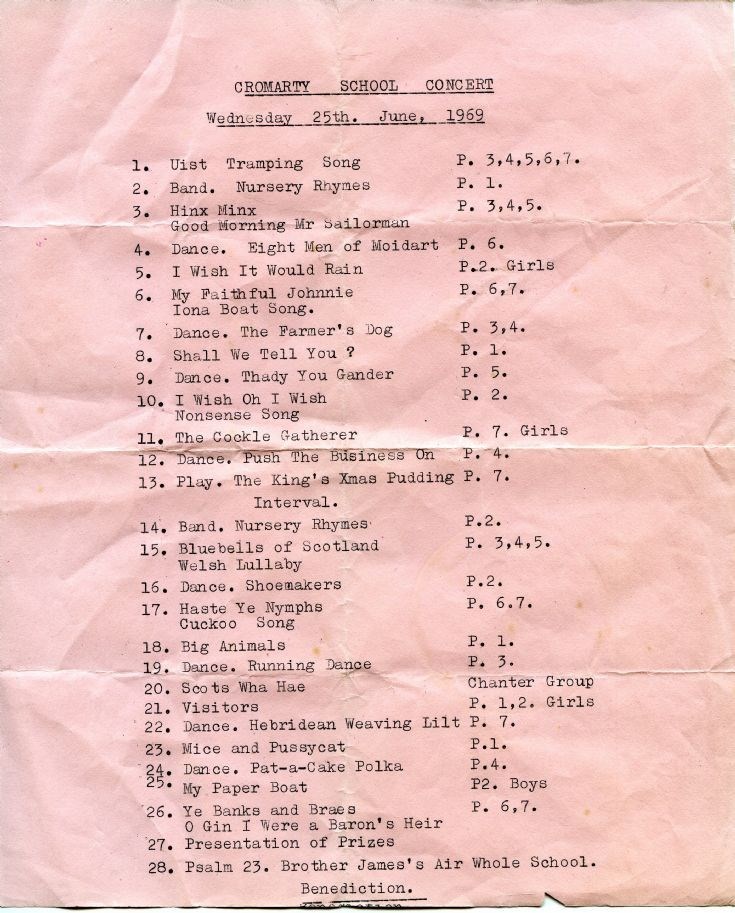 CROMARTY SCHOOL CONCERT
Wednesday 25th. June, 1969
1. Uist Tramping Song P. 3,4,5,6,7.
2. Band. Nursery Rhymes P. 1.
3. Hinx Minx P. 3,4,5.
Good Morning Mr Sailorman
4. Dance. Eight Men of Moidart P. 6.
5. I Wish It Would Rain P.2. Girls
6. My Faithful Johnnie P. 6,7.
Iona Boat Song.
7. Dance. The Farmer's Dog P. 3,4.
8. Shall We Tell You ? P. 1.
9. Dance. Thady You Gander P. 5.
10. I Wish Oh I Wish P. 2.
Nonsense Song
11. The Cockle Gatherer P. 7. Girls
12. Dance. Push The Business On P. 4.
13. Play. The King's Xmas Pudding P. 7.
Interval.
14. Band. Nursery Rhymes P.2.
15. Bluebells of Scotland P. 3,4,5.
Welsh Lullaby
16. Dance. Shoemakers P.2.
17. Haste Ye Nymphs P. 6.7.
Cuckoo Song
18. Big Animals P. 1.
19. Dance. Running Dance P. 3.
20. Scots Wha Hae Chanter Group
21. Visitors P. 1,2. Girls
22. Dance. Hebridean Weaving Lilt P. 7.
23. Mice and Pussycat P.1.
24. Dance. Pat-a-Cake Polka P.4.
25. My Paper Boat P2. Boys
26. Ye Banks and Braes P. 6,7.
O Gin I Were a Baron's Heir
27. Presentation of Prizes
28. Psalm 23. Brother James's Air Whole School.
Benediction.